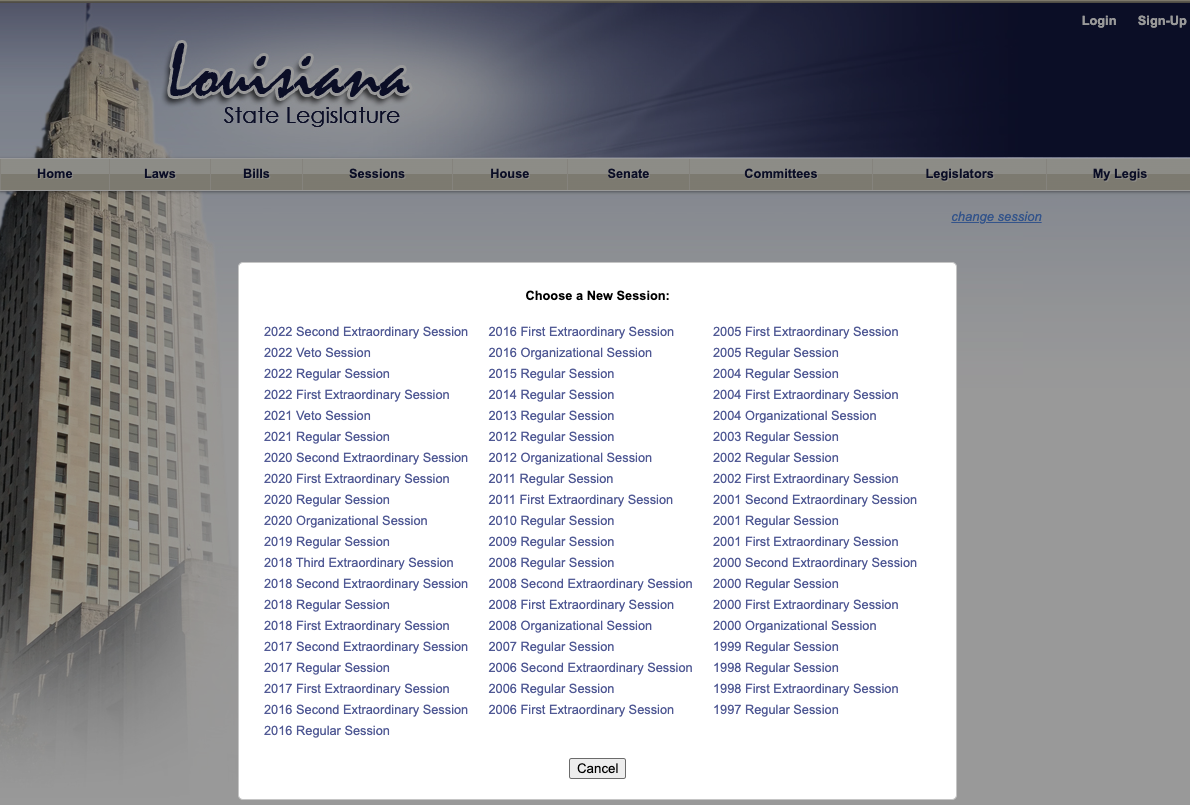 Login Sign-Up
Louisiana
State Legislature
Home Laws Bills Sessions House Senate Committees Legislators My Legis
change session
Choose a New Session:
2022 Second Extraordinary Session
2022 Veto Session
2022 Regular Session
2022 First Extraordinary Session
2021 Veto Session
2021 Regular Session
2020 Second Extraordinary Session
2020 First Extraordinary Session
2020 Regular Session
2020 Organizational Session
2019 Regular Session
2018 Third Extraordinary Session
2018 Second Extraordinary Session
2018 Regular Session
2018 First Extraordinary Session
2017 Second Extraordinary Session
2017 Regular Session
2017 First Extraordinary Session
2016 Second Extraordinary Session
2016 Regular Session
2016 First Extraordinary Session
2016 Organizational Session
2015 Regular Session
2014 Regular Session
2013 Regular Session
2012 Regular Session
2012 Organizational Session
2011 Regular Session
2011 First Extraordinary Session
2010 Regular Session
2009 Regular Session
2008 Regular Session
2008 Second Extraordinary Session
2008 First Extraordinary Session
2008 Organizational Session
2007 Regular Session
2006 Second Extraordinary Session
2006 Regular Session
2006 First Extraordinary Session
2005 First Extraordinary Session
2005 Regular Session
2004 Regular Session
2004 First Extraordinary Session
2004 Organizational Session
2003 Regular Session
2002 Regular Session
2002 First Extraordinary Session
2001 Second Extraordinary Session
2001 Regular Session
2001 First Extraordinary Session
2000 Second Extraordinary Session
2000 Regular Session
2000 First Extraordinary Session
2000 Organizational Session
1999 Regular Session
1998 Regular Session
1998 First Extraordinary Session
1997 Regular Session
Cancel